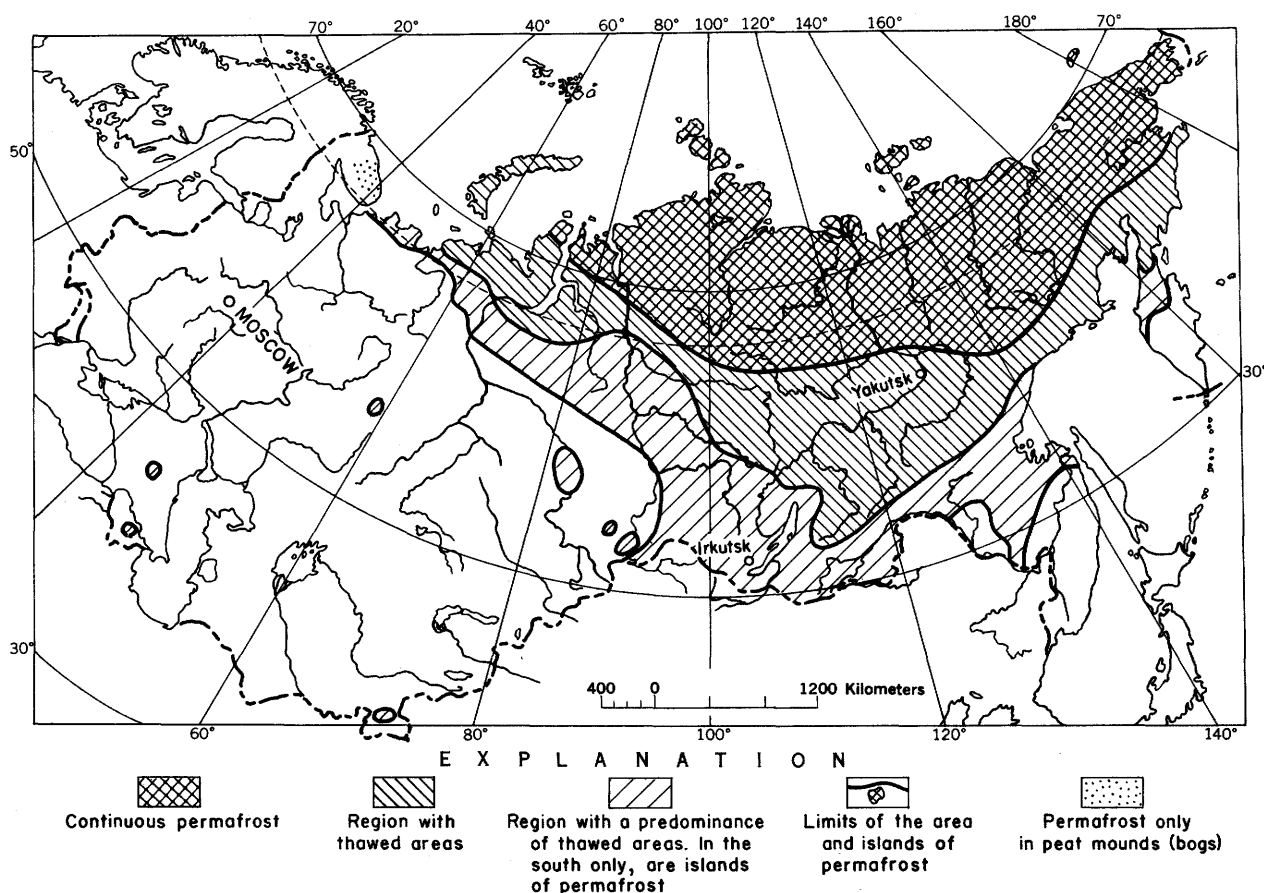 70° 20° 40° 60° 80° 100° 120° 140° 160° 180° 70°
50°
MOSCOW
Yakutsk
30°
Irkutsk
30°
400 0 1200 Kilometers
60° 80° 100° 120° 140°
EXPLANATION
Continuous permafrost
Region with
thawed areas
Region with a predominance
of thawed areas. In the
south only, are islands
of permafrost
Limits of the area
and islands of
permafrost
Permafrost only
in peat mounds (bogs)